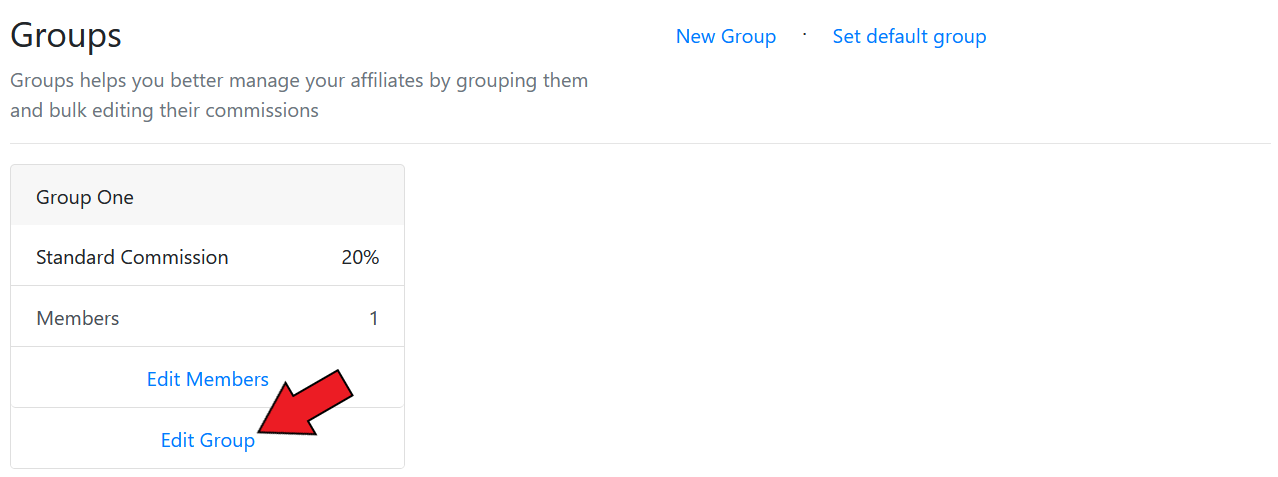 Groups
New Group · Set default group
Groups helps you better manage your affiliates by grouping them
and bulk editing their commissions
Group One
Standard Commission 20%
Members 1
Edit Members
Edit Group